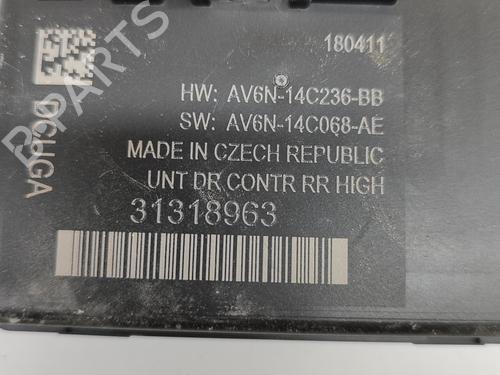 180411
HW: AV6N-14C236-BB
SW: AV6N-14C068-AE
MADE IN CZECH REPUBLIC
UNT DR CONTR RR HIGH
31318963
DCUGA
B-PARTS